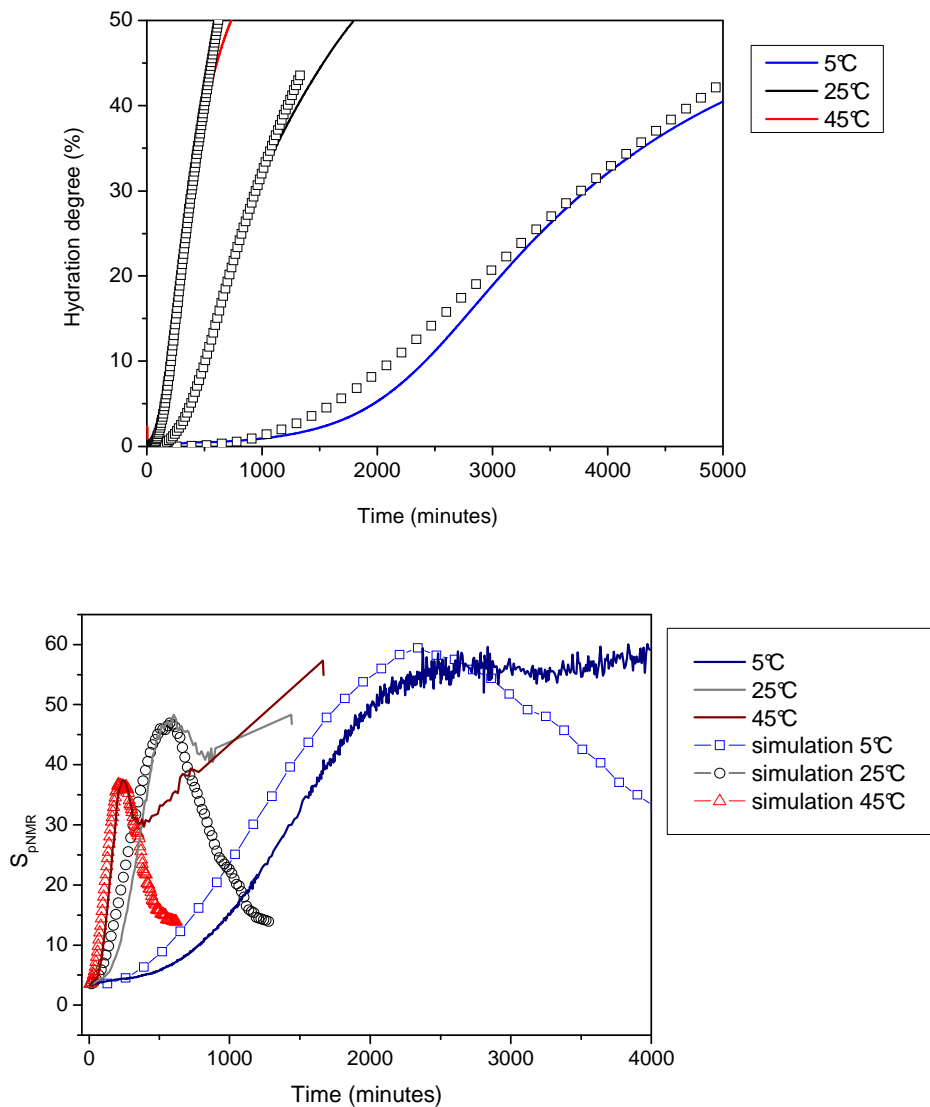 50
40
30
20
10
0
Hydration degree (%)
0 1000 2000 3000 4000 5000
Time (minutes)
5°C
25°C
45°C
60
50
40
30
20
10
0
SpNMR
0 1000 2000 3000 4000
Time (minutes)
5°C
25°C
45°C
simulation 5°C
simulation 25°C
simulation 45°C